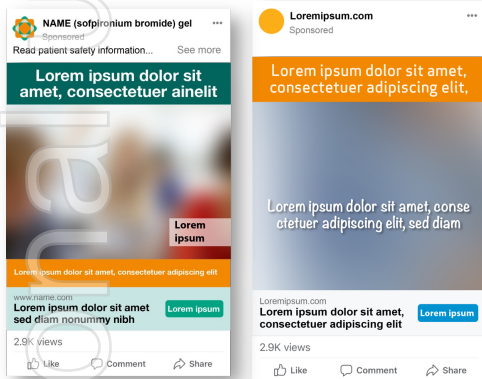 NAME (sofpironium bromide) gel
Sponsored
Read patient safety information... See more
Lorem ipsum dolor sit
amet, consectetuer ainelit
Lorem
ipsum
Lorem ipsum dolor sit amet, consectetuer adipiscing elit
www.name.com
Lorem ipsum dolor sit amet
sed diam nonummy nibh
Lorem ipsum
2.9K views
Like Comment Share
Loremipsum.com
Sponsored
Lorem ipsum dolor sit amet,
consectetuer adipiscing elit,
Lorem ipsum dolor sit amet, conse
ctetuer adipiscing elit, sed diam
Loremipsum.com
Lorem ipsum dolor sit amet,
consectetuer adipiscing elit
Lorem ipsum
2.9K views
Like Comment Share